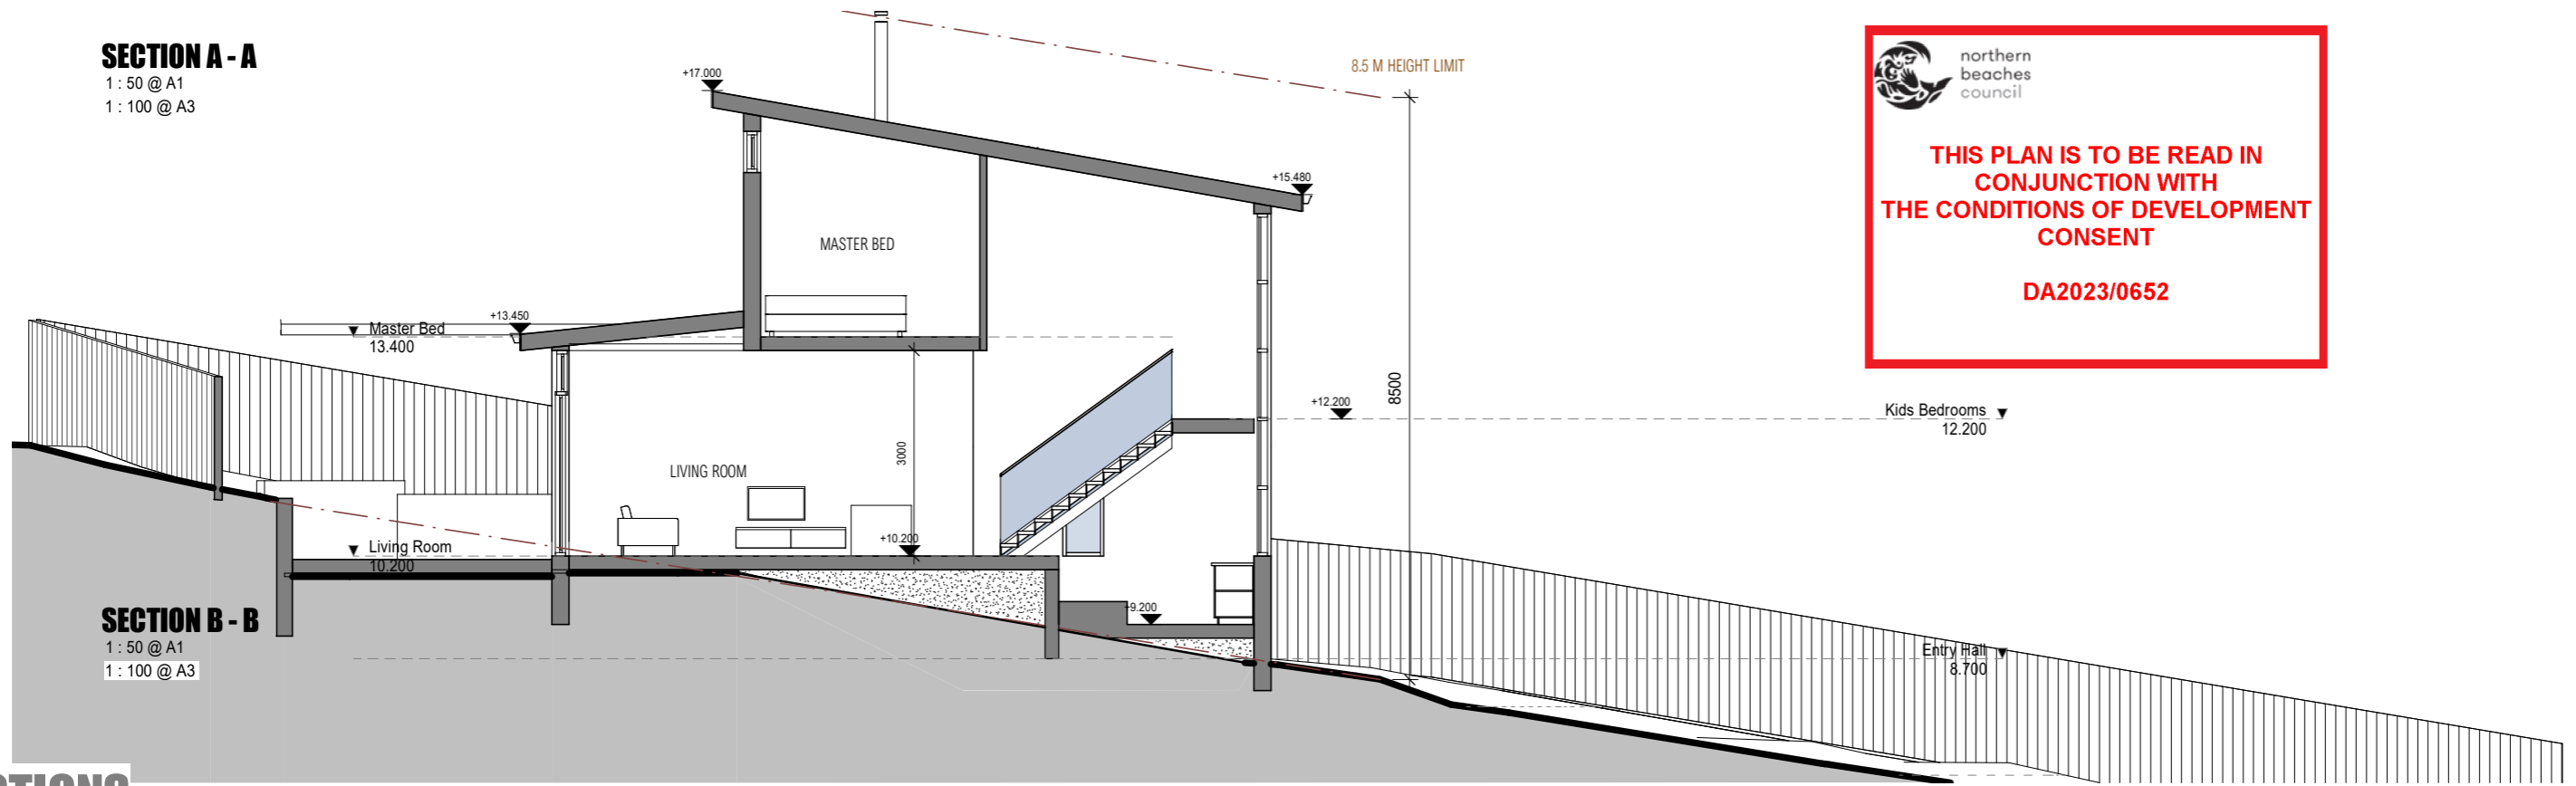 SECTION A - A
1 : 50 @ A1
1 : 100 @ A3
+17.000
8.5 M HEIGHT LIMIT
northern
beaches
council
THIS PLAN IS TO BE READ IN
CONJUNCTION WITH
THE CONDITIONS OF DEVELOPMENT
CONSENT
DA2023/0652
+15.480
MASTER BED
+13.450
Master Bed
13.400
8500
+12.200
Kids Bedrooms
12.200
3000
LIVING ROOM
+10.200
Living Room
10.200
+9.200
SECTION B - B
1 : 50 @ A1
1 : 100 @ A3
Entry Hall
8.700